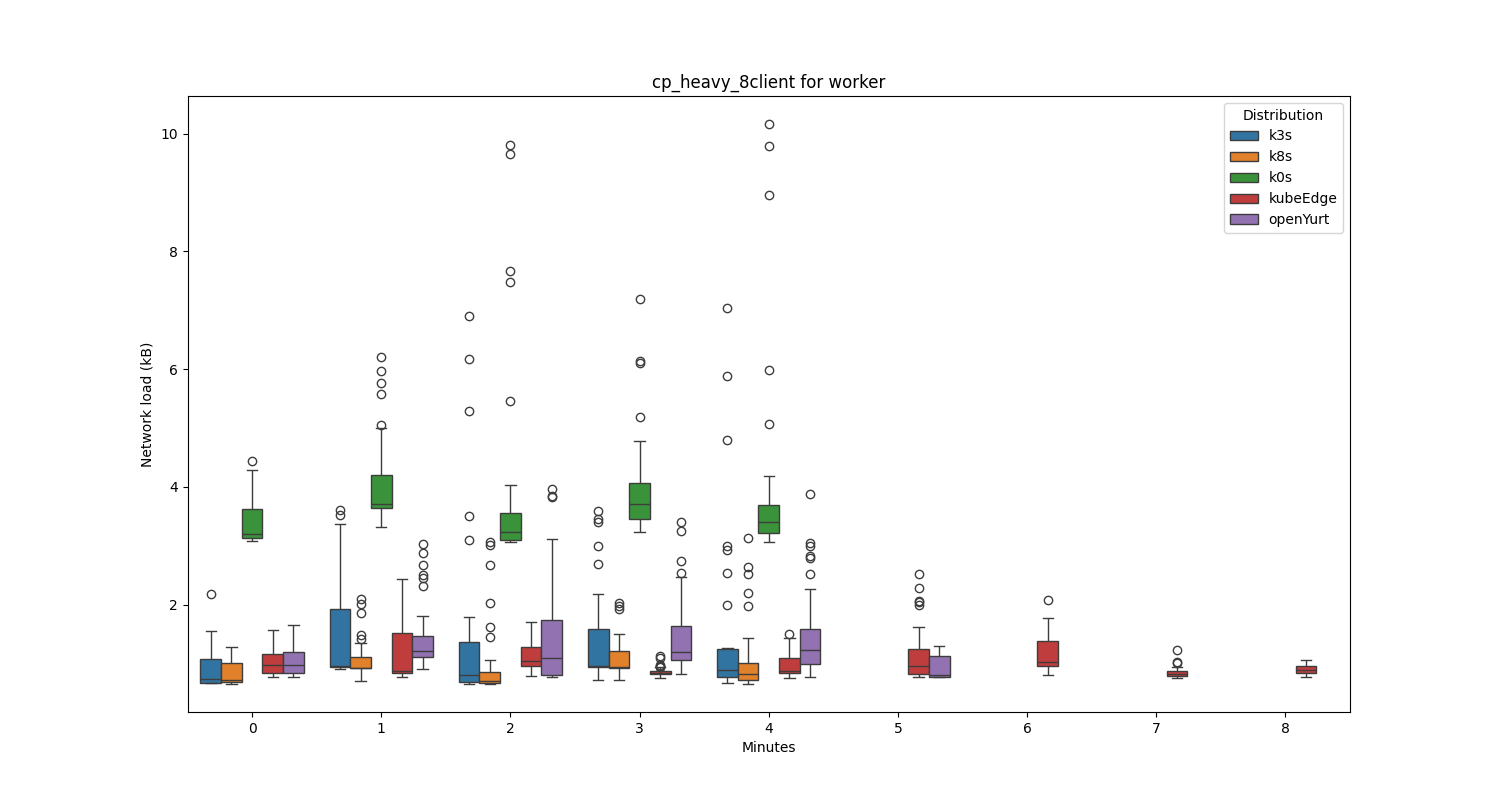 cp_heavy_8client for worker
Distribution
k3s
k8s
k0s
kubeEdge
openYurt
Network load (kB)
10
8
6
4
2
0 1 2 3 4 5 6 7 8
Minutes